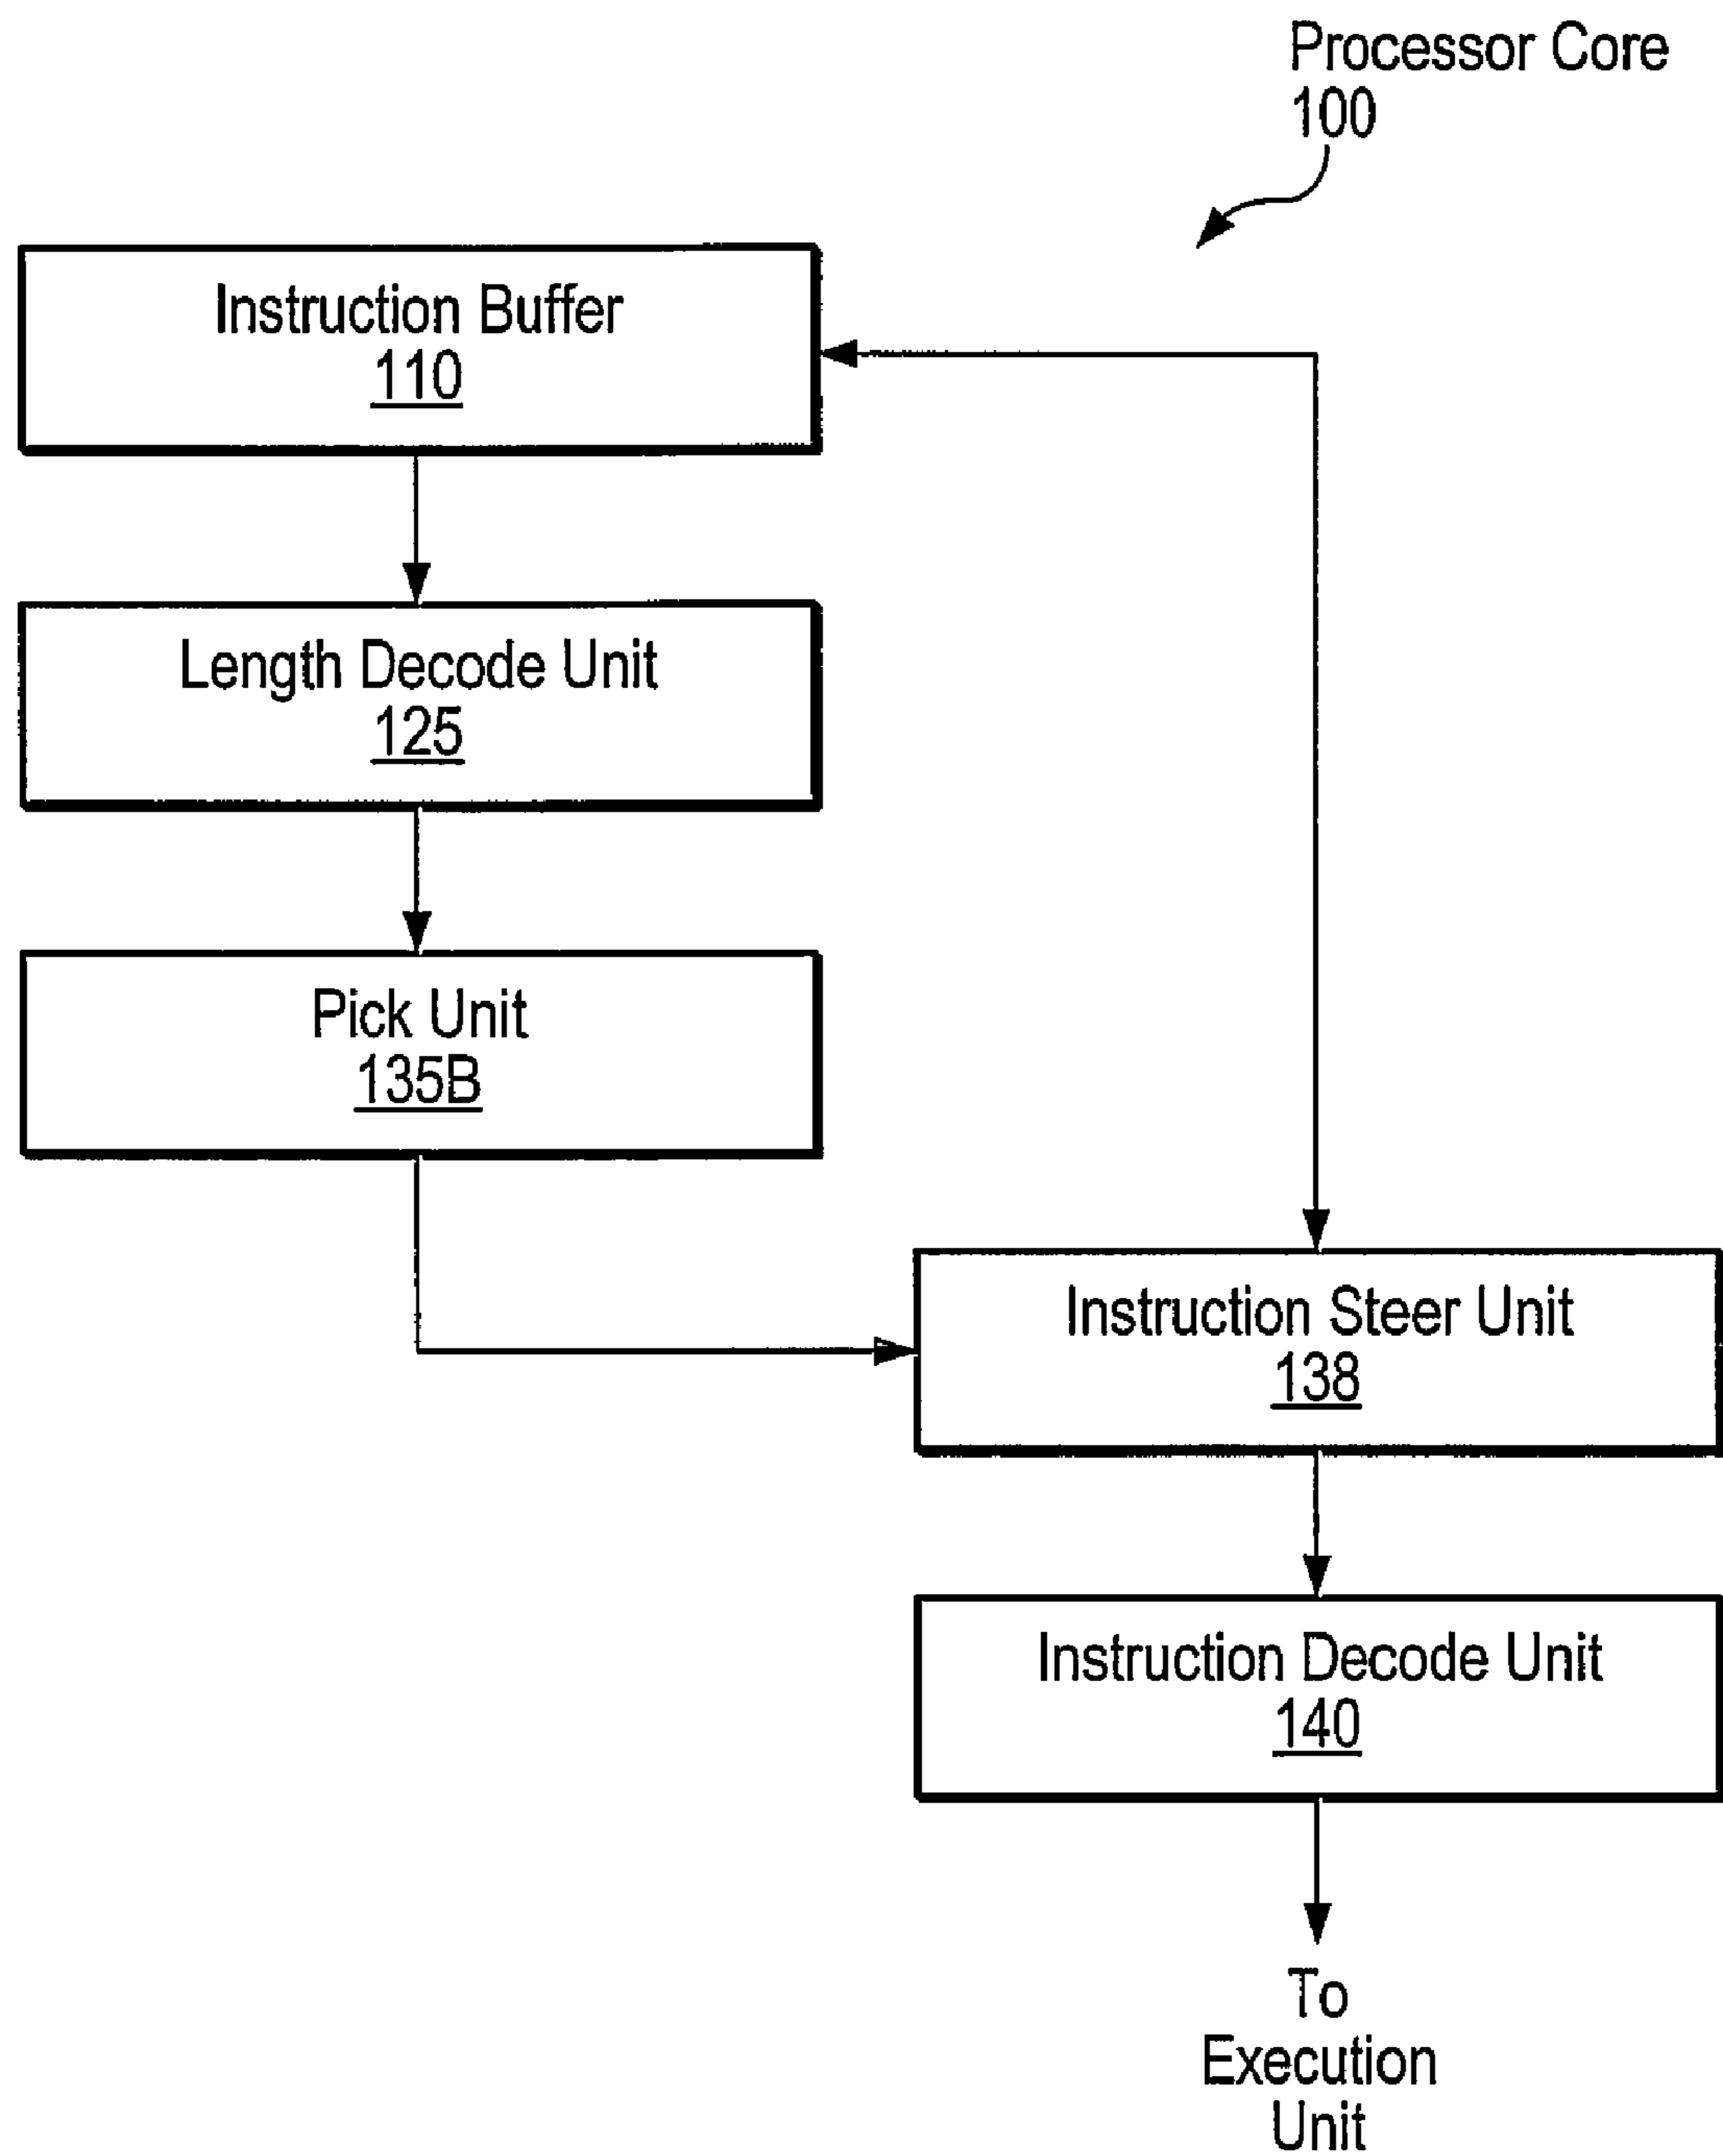 Processor Core
100
Instruction Buffer
110
Length Decode Unit
125
Pick Unit
135B
Instruction Steer Unit
138
Instruction Decode Unit
140
To
Execution
Unit